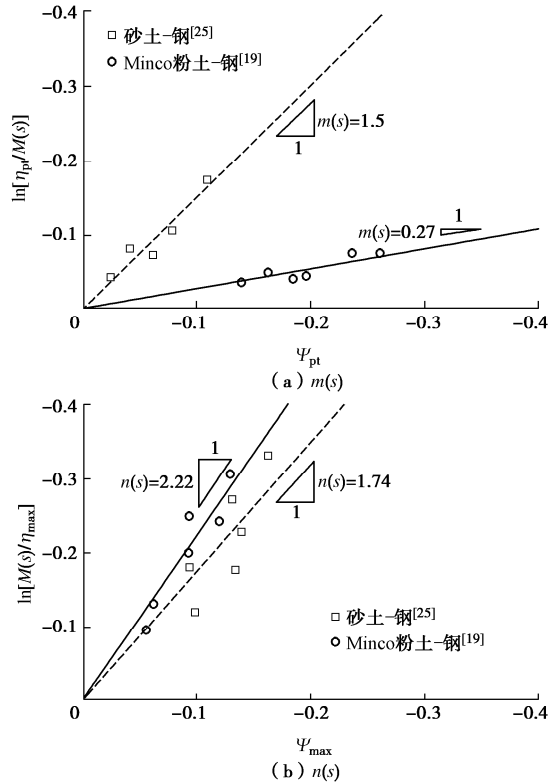 -0.4
砂土-钢[25]
Minco粉土-钢[19]
-0.3
m(s)=1.5
1
ln[ηpt/M(s)]
-0.2
1
m(s)=0.27
-0.1
0 -0.1 -0.2 -0.3 -0.4
Ψpt
（a）m(s)
-0.4
1
-0.3
n(s)=2.22
n(s)=1.74
1
ln[M(s)/ηmax]
-0.2
砂土-钢[25]
-0.1
Minco粉土-钢[19]
0 -0.1 -0.2 -0.3 -0.4
Ψmax
（b）n(s)